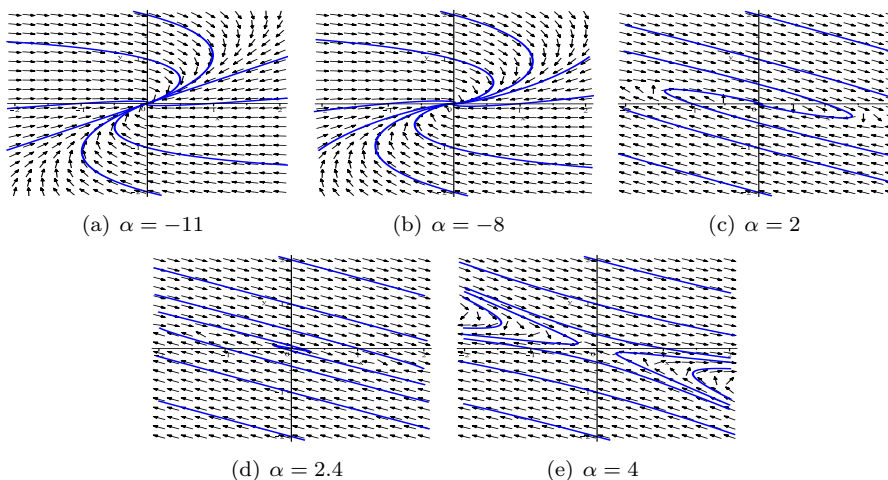 (a) α = −11
(b) α = −8
(c) α = 2
(d) α = 2.4
(e) α = 4